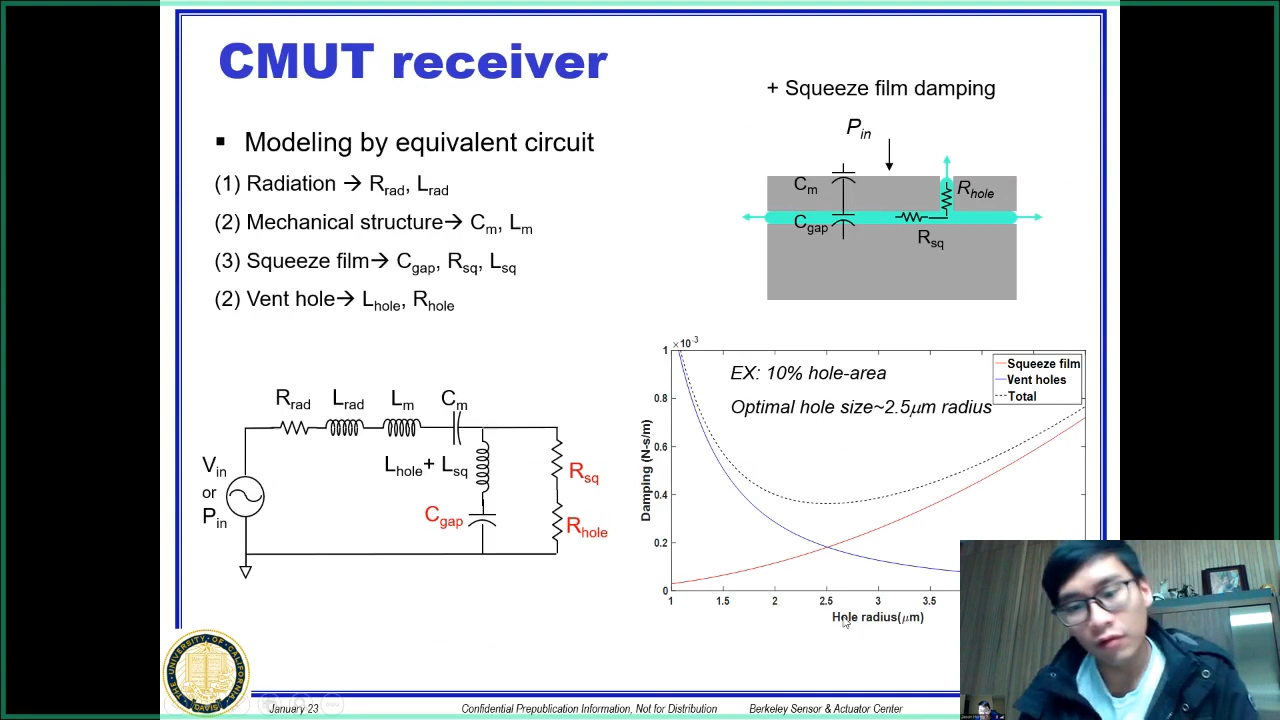 CMUT receiver
▪ Modeling by equivalent circuit
(1) Radiation → Rrad, Lrad
(2) Mechanical structure→ Cm, Lm
(3) Squeeze film→ Cgap, Rsq, Lsq
(2) Vent hole→ Lhole, Rhole
+ Squeeze film damping
Pin
Cm
Rhole
Cgap
Rsq
Rrad
Lrad
Lm
Cm
Vin
or
Pin
Lhole+ Lsq
Cgap
Rsq
Rhole
×10-3
EX: 10% hole-area
Optimal hole size~2.5μm radius
Squeeze film
Vent holes
Total
Damping (N-s/m)
1
0.8
0.6
0.4
0.2
0
1
1.5
2
2.5
3
3.5
Hole radius(μm)
THE UNIVERSITY OF CALIFORNIA
January 23
Confidential Prepublication Information, Not for Distribution
Berkeley Sensor & Actuator Center